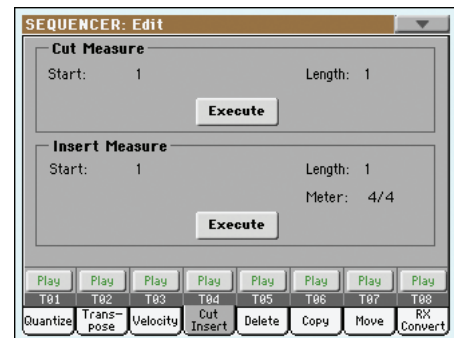 SEQUENCER: Edit
Cut Measure
Start: 1 Length: 1
Execute
Insert Measure
Start: 1 Length: 1
Meter: 4/4
Execute
Play Play Play Play Play Play Play Play
T01 T02 T03 T04 T05 T06 T07 T08
Quantize Trans-
pose Velocity Cut
Insert Delete Copy Move RX
Convert